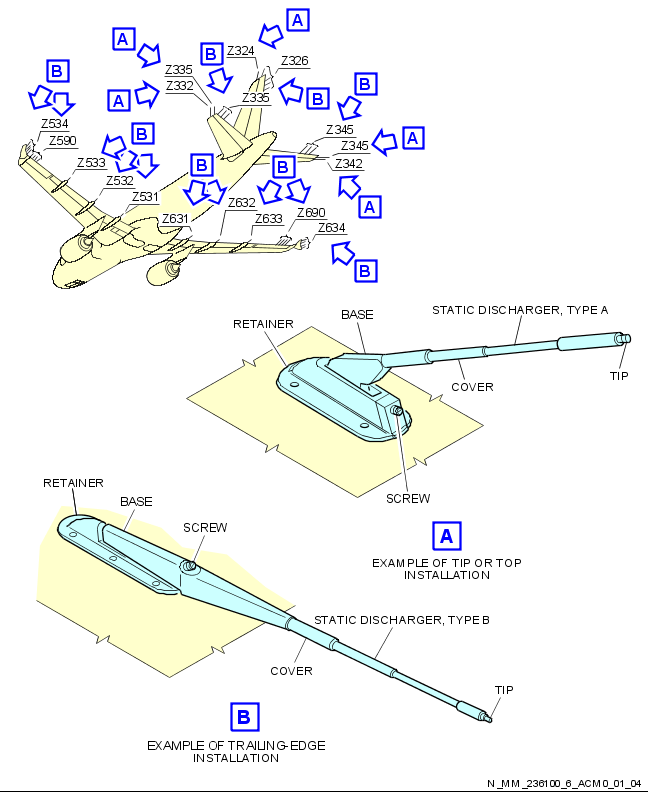 A
A
B
Z324
Z326
B
Z335
Z332
A
B
Z335
B
Z534
Z590
B
Z345
A
Z345
Z342
Z533
Z532
Z531
B
B
A
Z631
Z632
Z633
Z690
Z634
B
STATIC DISCHARGER, TYPE A
BASE
RETAINER
COVER
TIP
SCREW
A
EXAMPLE OF TIP OR TOP
INSTALLATION
RETAINER
BASE
SCREW
STATIC DISCHARGER, TYPE B
COVER
TIP
B
EXAMPLE OF TRAILING-EDGE
INSTALLATION
N_MM_236100_6_ACM0_01_04